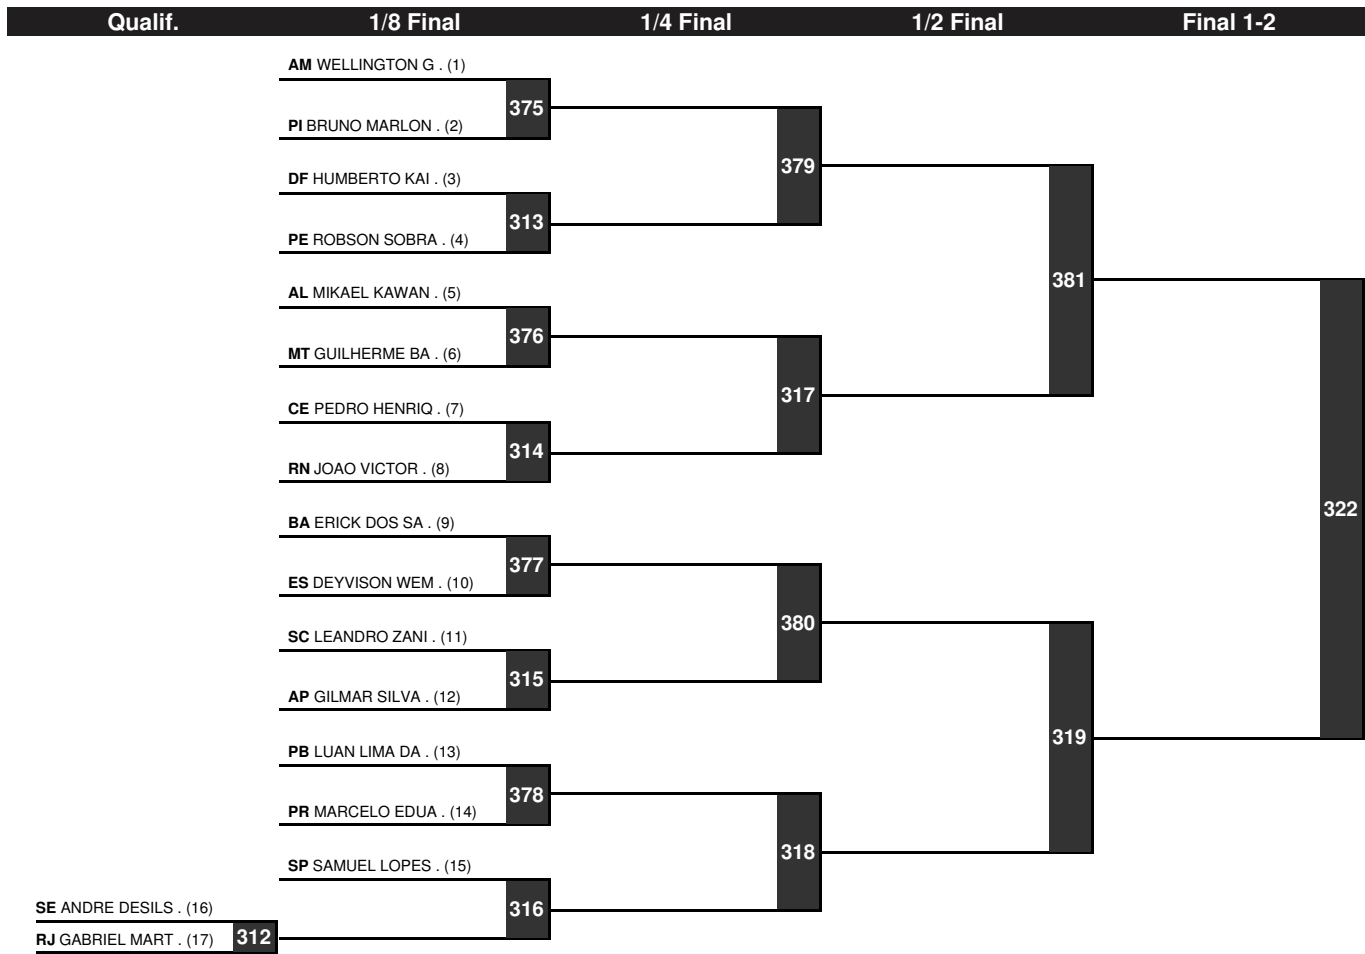 Qualif. 1/8 Final 1/4 Final 1/2 Final Final 1-2
AM WELLINGTON G . (1)
375
PI BRUNO MARLON . (2)
379
DF HUMBERTO KAI . (3)
313
PE ROBSON SOBRA . (4)
381
AL MIKAEL KAWAN . (5)
376
MT GUILHERME BA . (6)
317
CE PEDRO HENRIQ . (7)
314
RN JOAO VICTOR . (8)
322
BA ERICK DOS SA . (9)
377
ES DEYVISON WEM . (10)
380
SC LEANDRO ZANI . (11)
315
AP GILMAR SILVA . (12)
319
PB LUAN LIMA DA . (13)
378
PR MARCELO EDUA . (14)
318
SP SAMUEL LOPES . (15)
316
SE ANDRE DESILS . (16)
RJ GABRIEL MART . (17) 312